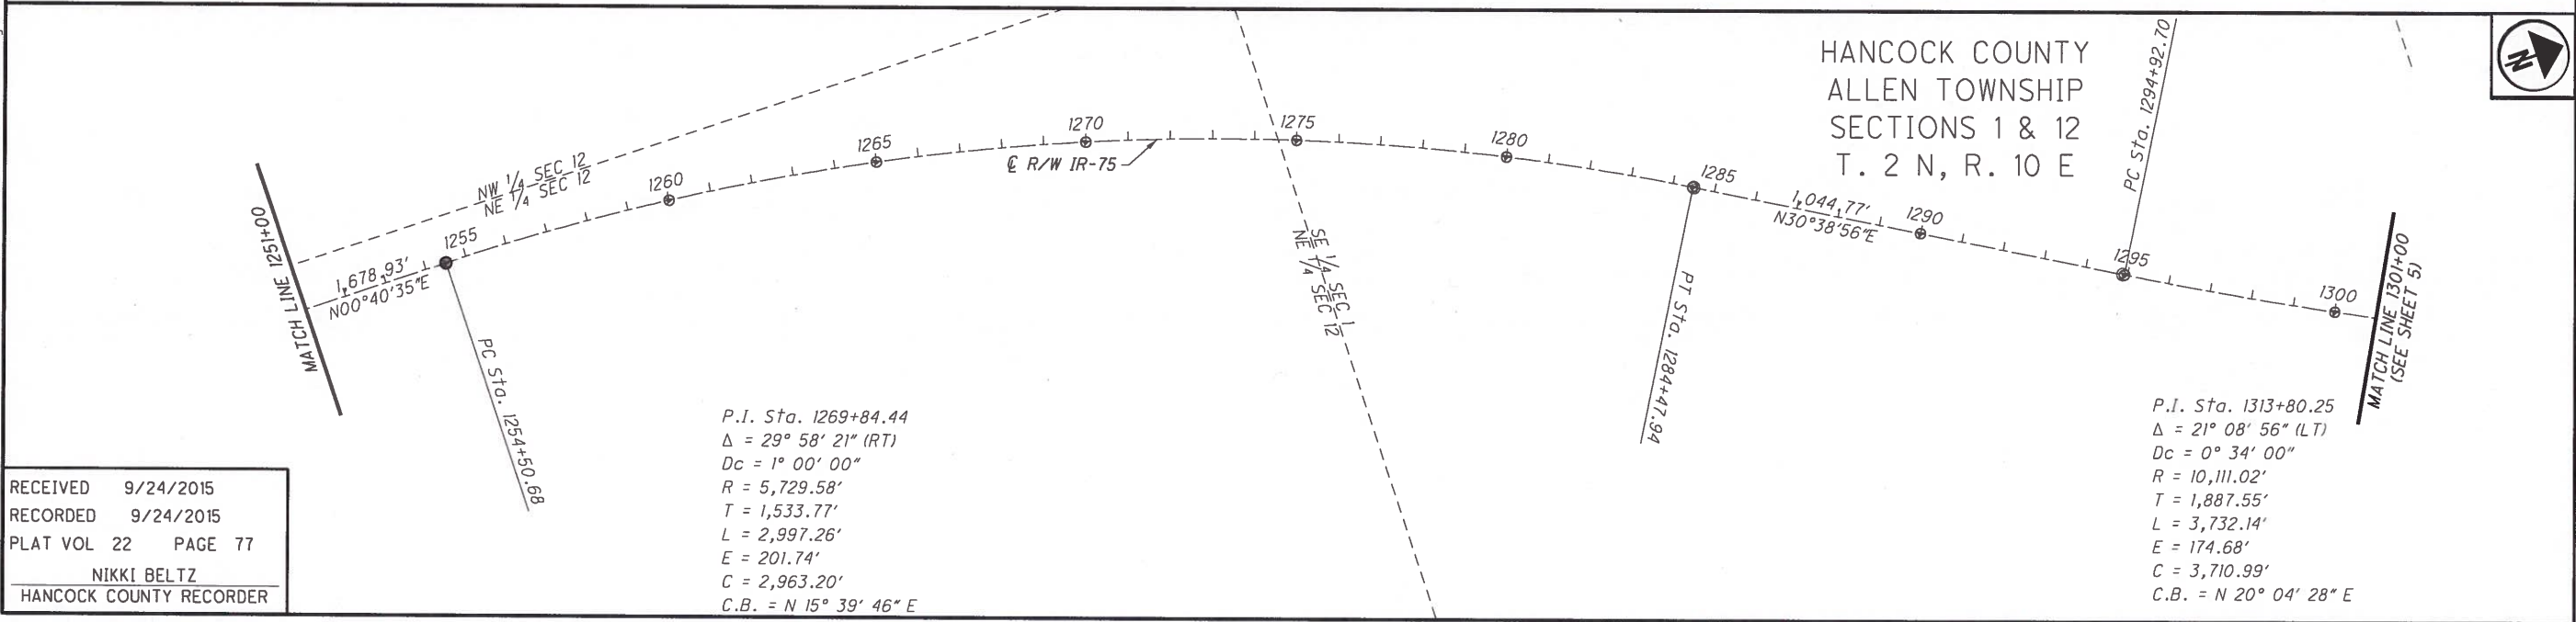 HANCOCK COUNTY
ALLEN TOWNSHIP
SECTIONS 1 & 12
T. 2 N, R. 10 E
N
MATCH LINE 1251+00
NW 1/4 SEC 12
NE 1/4 SEC 12
1,678.93'
N00°40'35"E
1255
PC Sta. 1254+50.68
1260
1265
1270
℄ R/W IR-75
1275
SE 1/4 SEC 1
NE 1/4 SEC 12
1280
1285
PT Sta. 1284+47.94
1,044.77'
N30°38'56"E
1290
1295
PC Sta. 1294+92.70
1300
MATCH LINE 1301+00
(SEE SHEET 5)
P.I. Sta. 1269+84.44
Δ = 29° 58' 21" (RT)
Dc = 1° 00' 00"
R = 5,729.58'
T = 1,533.77'
L = 2,997.26'
E = 201.74'
C = 2,963.20'
C.B. = N 15° 39' 46" E
P.I. Sta. 1313+80.25
Δ = 21° 08' 56" (LT)
Dc = 0° 34' 00"
R = 10,111.02'
T = 1,887.55'
L = 3,732.14'
E = 174.68'
C = 3,710.99'
C.B. = N 20° 04' 28" E
RECEIVED 9/24/2015
RECORDED 9/24/2015
PLAT VOL 22 PAGE 77
NIKKI BELTZ
HANCOCK COUNTY RECORDER